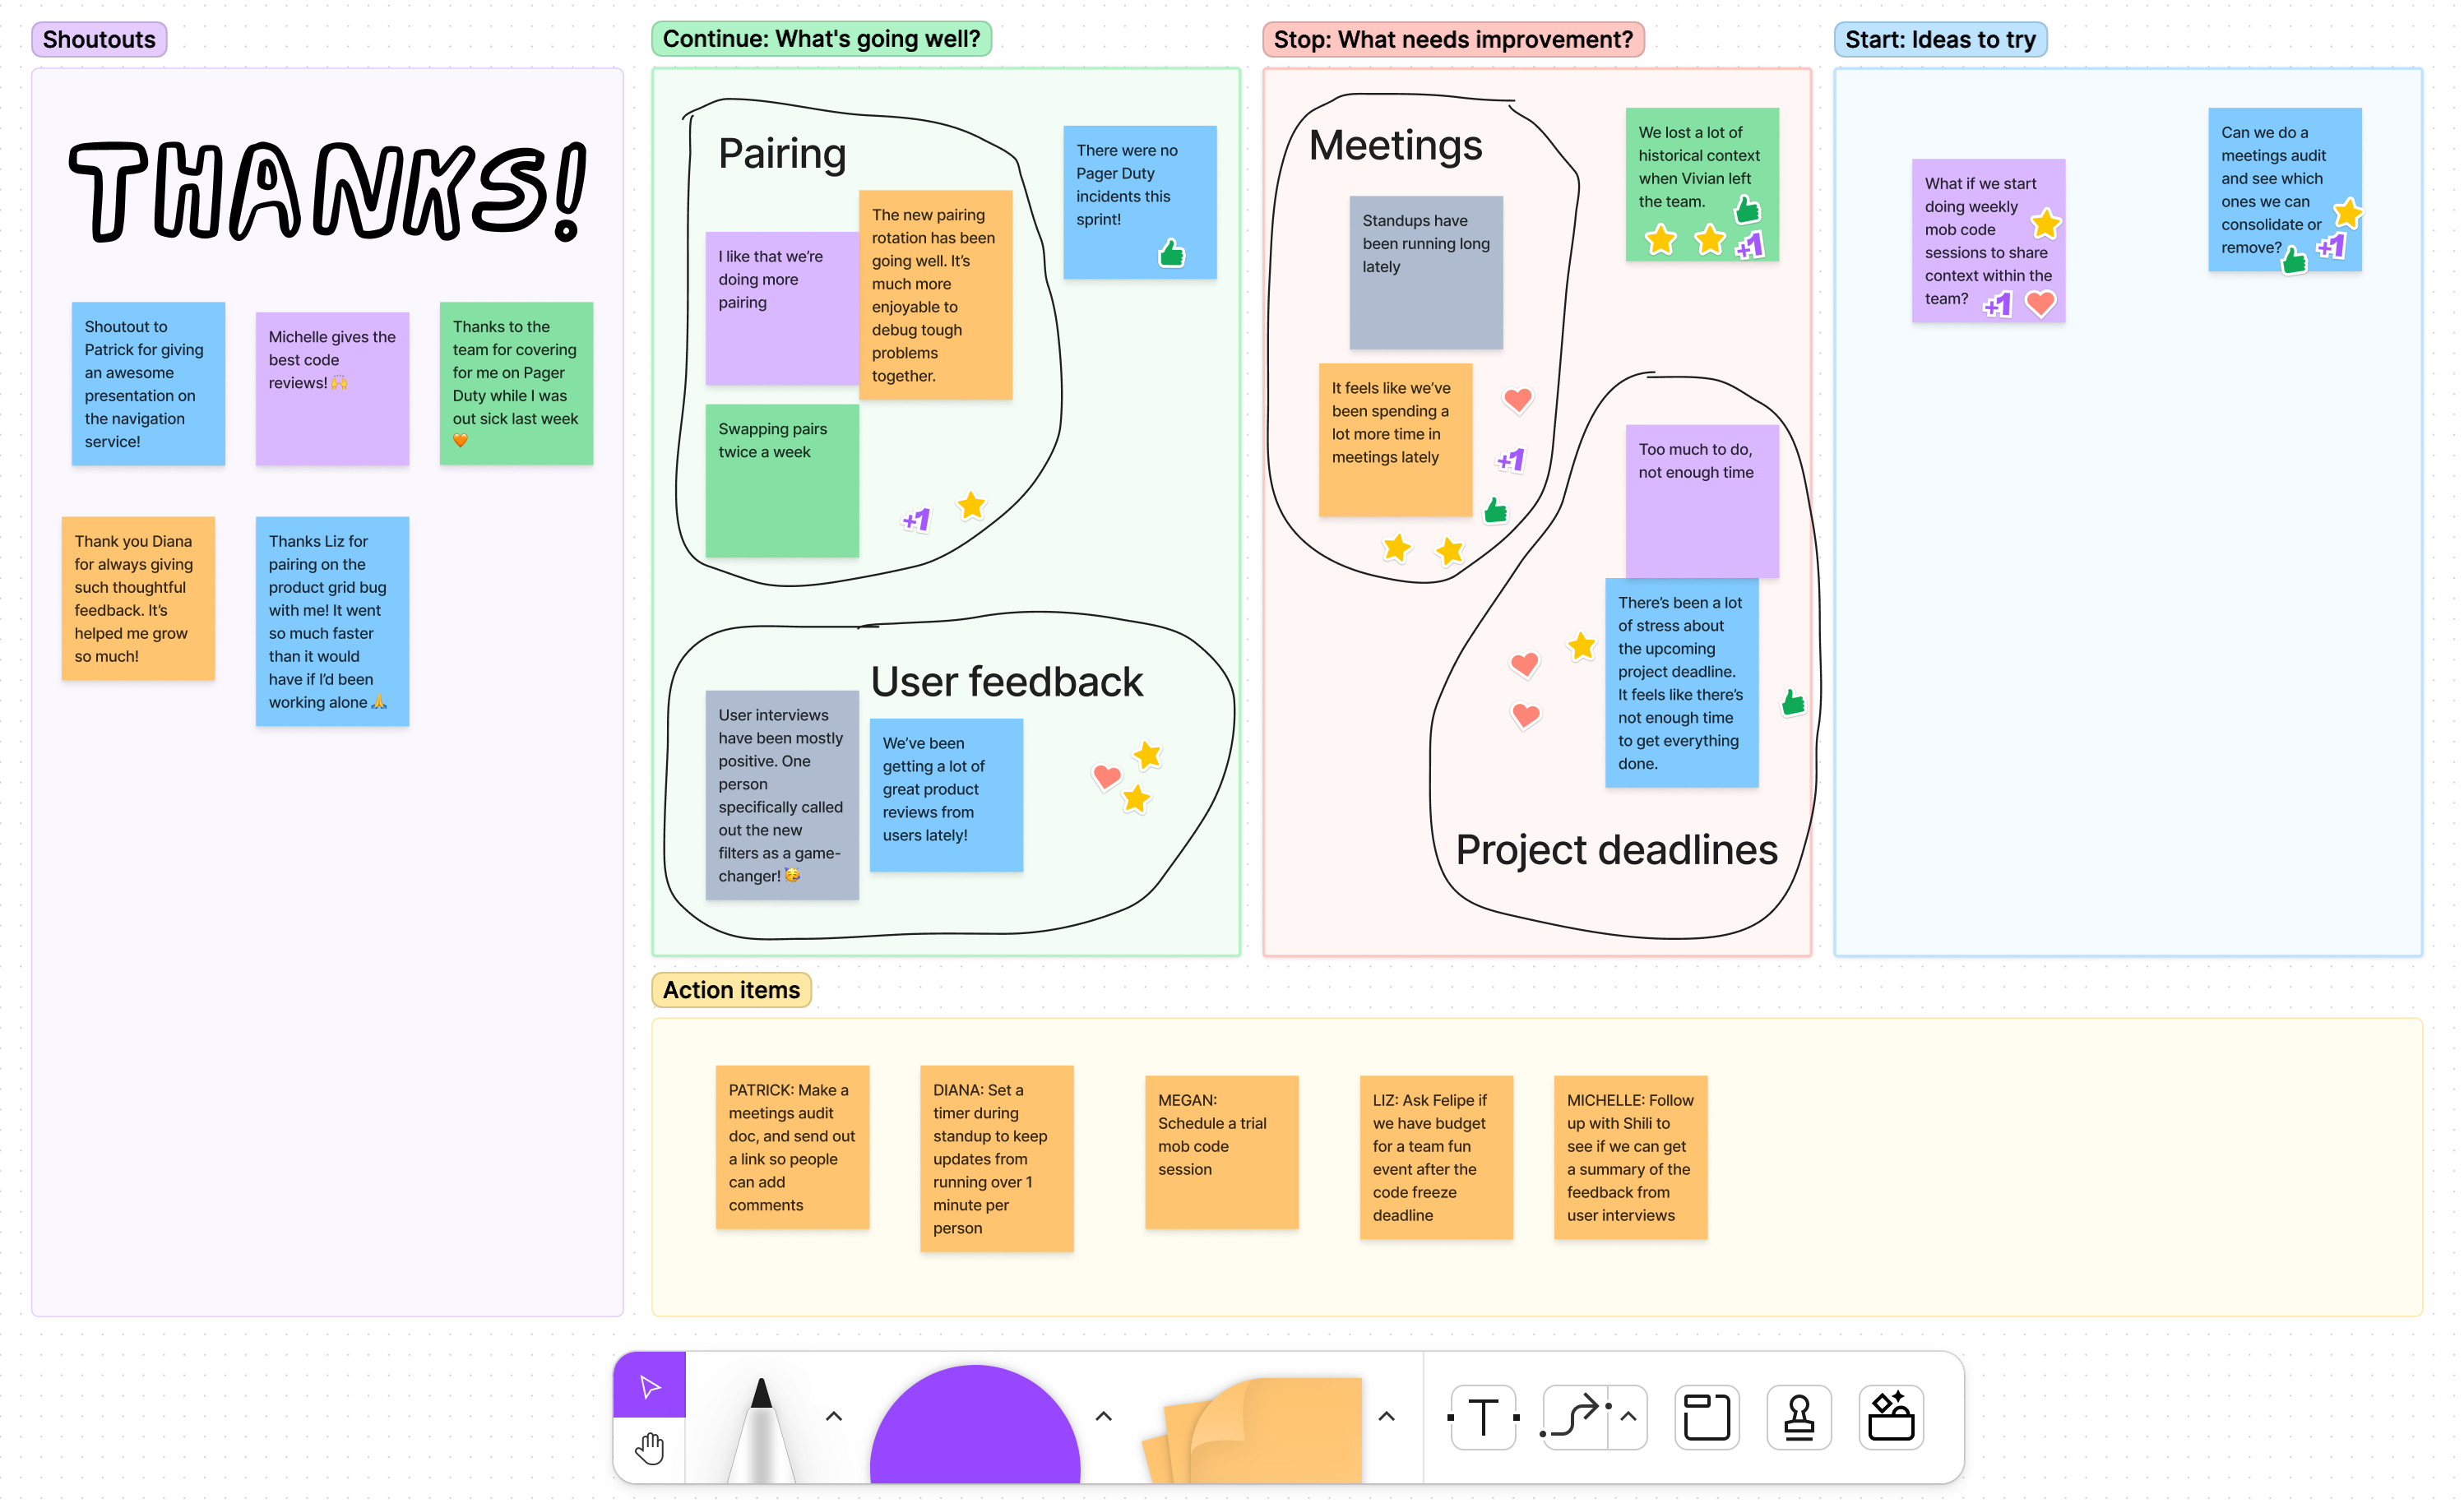 Shoutouts
THANKS!
Shoutout to
Patrick for giving
an awesome
presentation on
the navigation
service!
Michelle gives the
best code
reviews! 🙌
Thanks to the
team for covering
for me on Pager
Duty while I was
out sick last week
🧡
Thank you Diana
for always giving
such thoughtful
feedback. It's
helped me grow
so much!
Thanks Liz for
pairing on the
product grid bug
with me! It went
so much faster
than it would
have if I'd been
working alone 🙏
Continue: What's going well?
Pairing
I like that we're
doing more
pairing
The new pairing
rotation has been
going well. It's
much more
enjoyable to
debug tough
problems
together.
Swapping pairs
twice a week
+1
There were no
Pager Duty
incidents this
sprint!
User feedback
User interviews
have been mostly
positive. One
person
specifically called
out the new
filters as a game-
changer! 🥳
We've been
getting a lot of
great product
reviews from
users lately!
Stop: What needs improvement?
Meetings
Standups have
been running long
lately
It feels like we've
been spending a
lot more time in
meetings lately
+1
We lost a lot of
historical context
when Vivian left
the team.
+1
Too much to do,
not enough time
There's been a lot
of stress about
the upcoming
project deadline.
It feels like there's
not enough time
to get everything
done.
Project deadlines
Start: Ideas to try
What if we start
doing weekly
mob code
sessions to share
context within the
team?
+1
Can we do a
meetings audit
and see which
ones we can
consolidate or
remove?
+1
Action items
PATRICK: Make a
meetings audit
doc, and send out
a link so people
can add
comments
DIANA: Set a
timer during
standup to keep
updates from
running over 1
minute per
person
MEGAN:
Schedule a trial
mob code
session
LIZ: Ask Felipe if
we have budget
for a team fun
event after the
code freeze
deadline
MICHELLE: Follow
up with Shili to
see if we can get
a summary of the
feedback from
user interviews
T